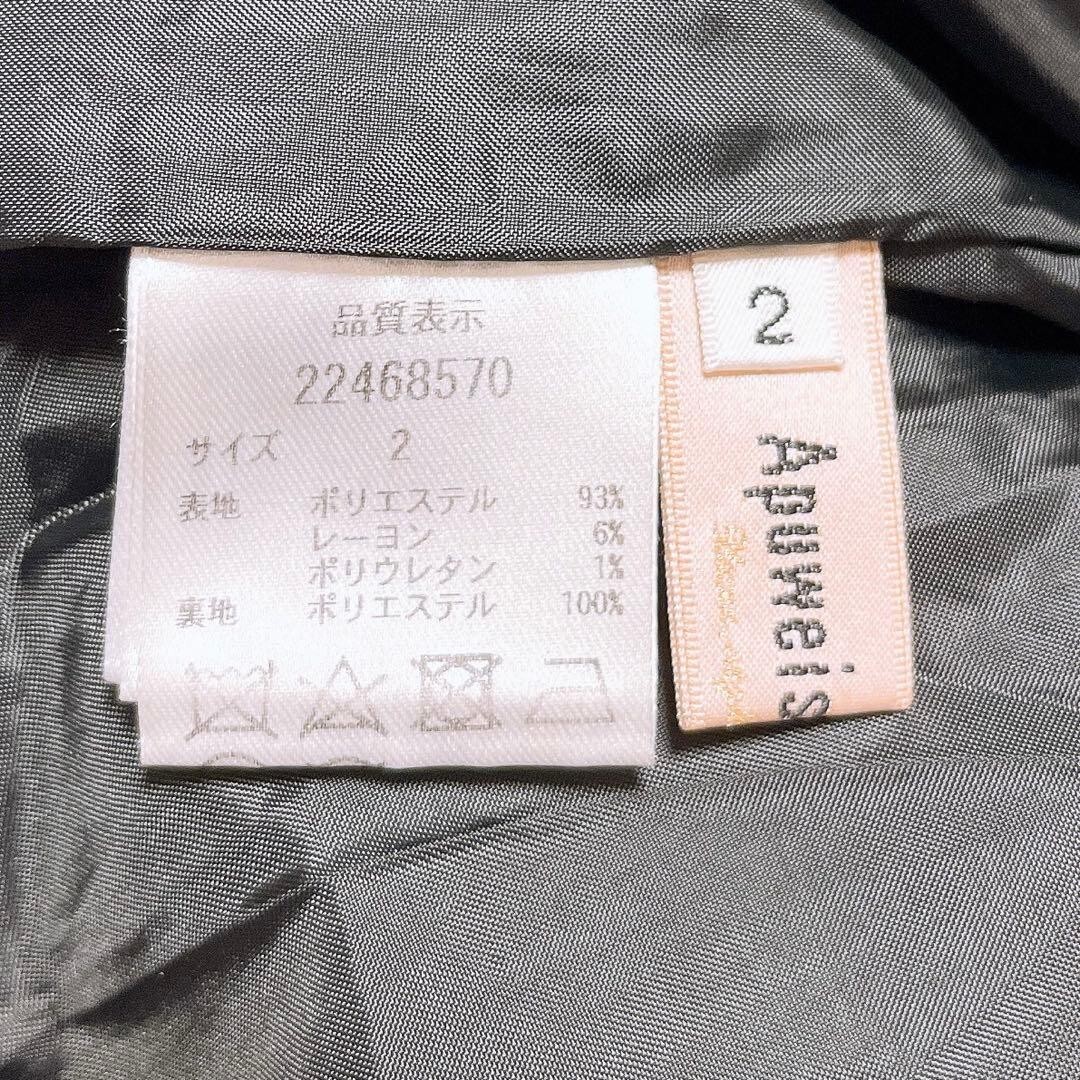 品質表示
22468570
サイズ 2
表地 ポリエステル 93%
レーヨン 6%
ポリウレタン 1%
裏地 ポリエステル 100%
2
Apuweis